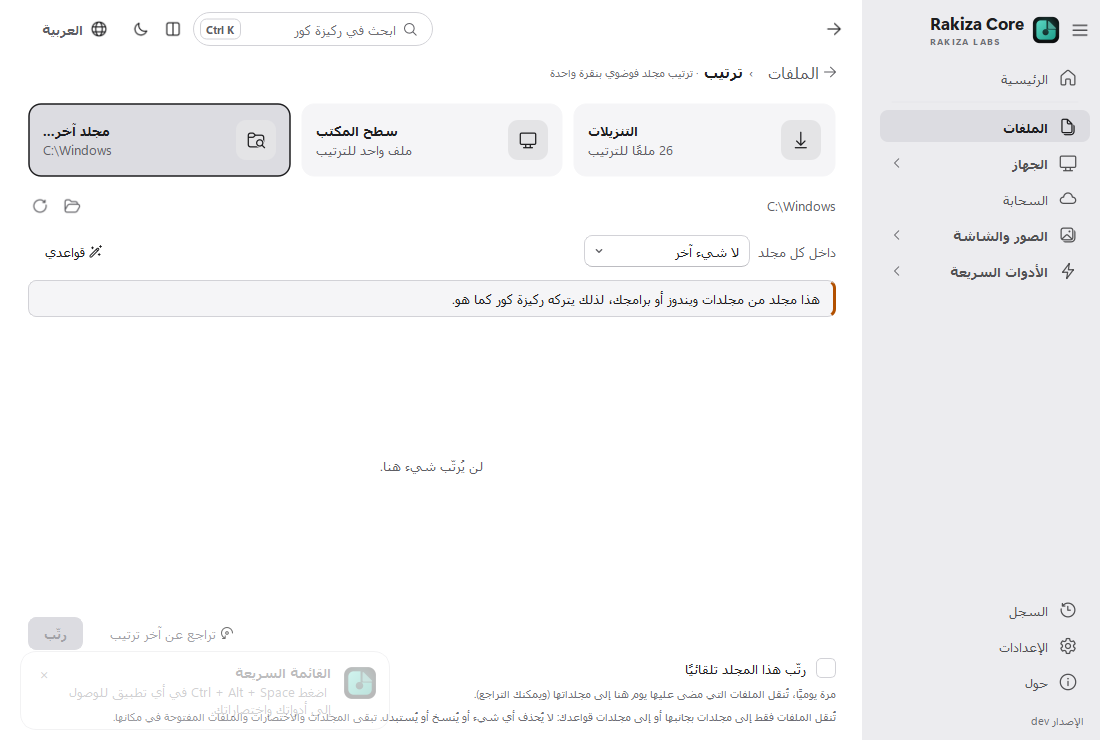 Rakiza Core
RAKIZA LABS
الرئيسية
الملفات
الجهاز
السحابة
الصور والشاشة
الأدوات السريعة
السجل
الإعدادات
حول
الإصدار dev
ابحث في ركيزة كور
Ctrl K
العربية
الملفات › ترتيب · ترتيب مجلد فوضوي بنقرة واحدة
التنزيلات
26 ملفًا للترتيب
سطح المكتب
ملف واحد للترتيب
مجلد آخر...
C:\Windows
C:\Windows
داخل كل مجلد
لا شيء آخر
قواعدي
هذا مجلد من مجلدات ويندوز أو برامجك، لذلك يتركه ركيزة كور كما هو.
لن يُرتّب شيء هنا.
تراجع عن آخر ترتيب
رتّب
رتّب هذا المجلد تلقائيًا
مرة يوميًا، تُنقل الملفات التي مضى عليها يوم هنا إلى مجلداتها (ويمكنك التراجع).
تُنقل الملفات فقط إلى مجلدات بجانبها أو إلى مجلدات قواعدك: لا يُحذف أي شيء أو يُنسخ أو يُستبدل. تبقى المجلدات والاختصارات والملفات المفتوحة في مكانها.
القائمة السريعة
اضغط Ctrl + Alt + Space في أي تطبيق للوصول
إلى أدواتك واختصاراتك.